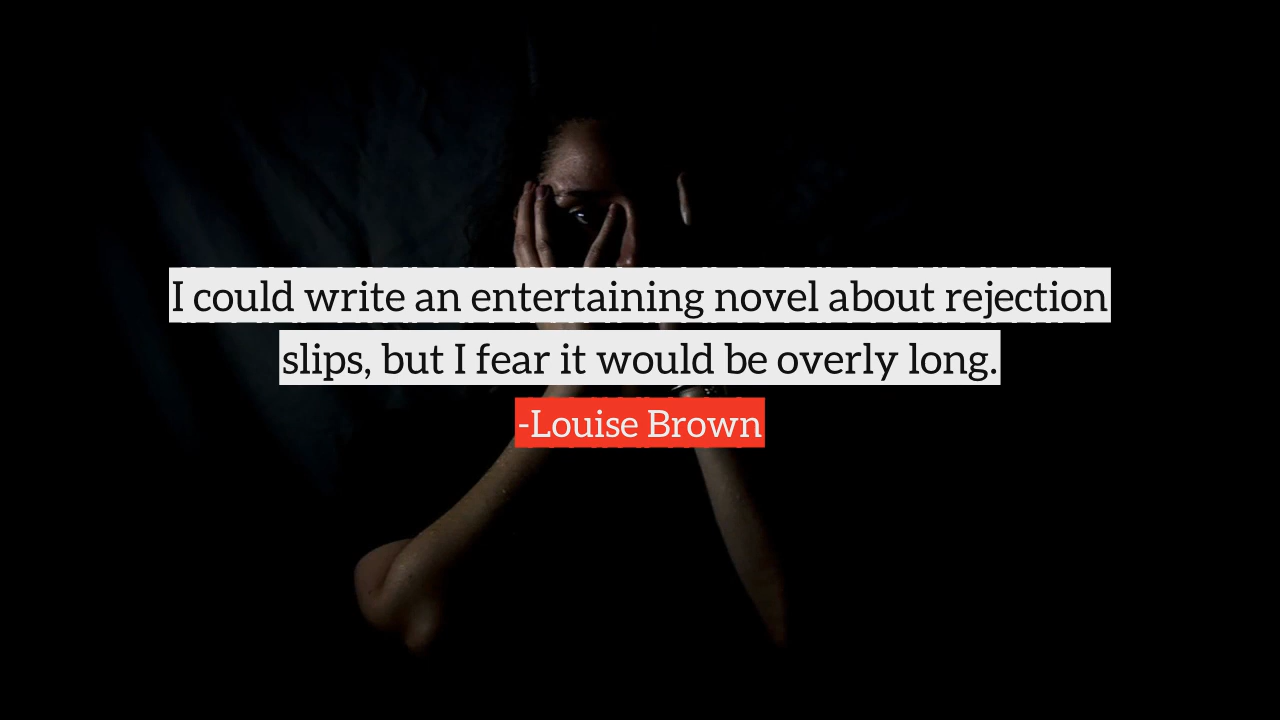 I could write an entertaining novel about rejection
slips, but I fear it would be overly long.
-Louise Brown